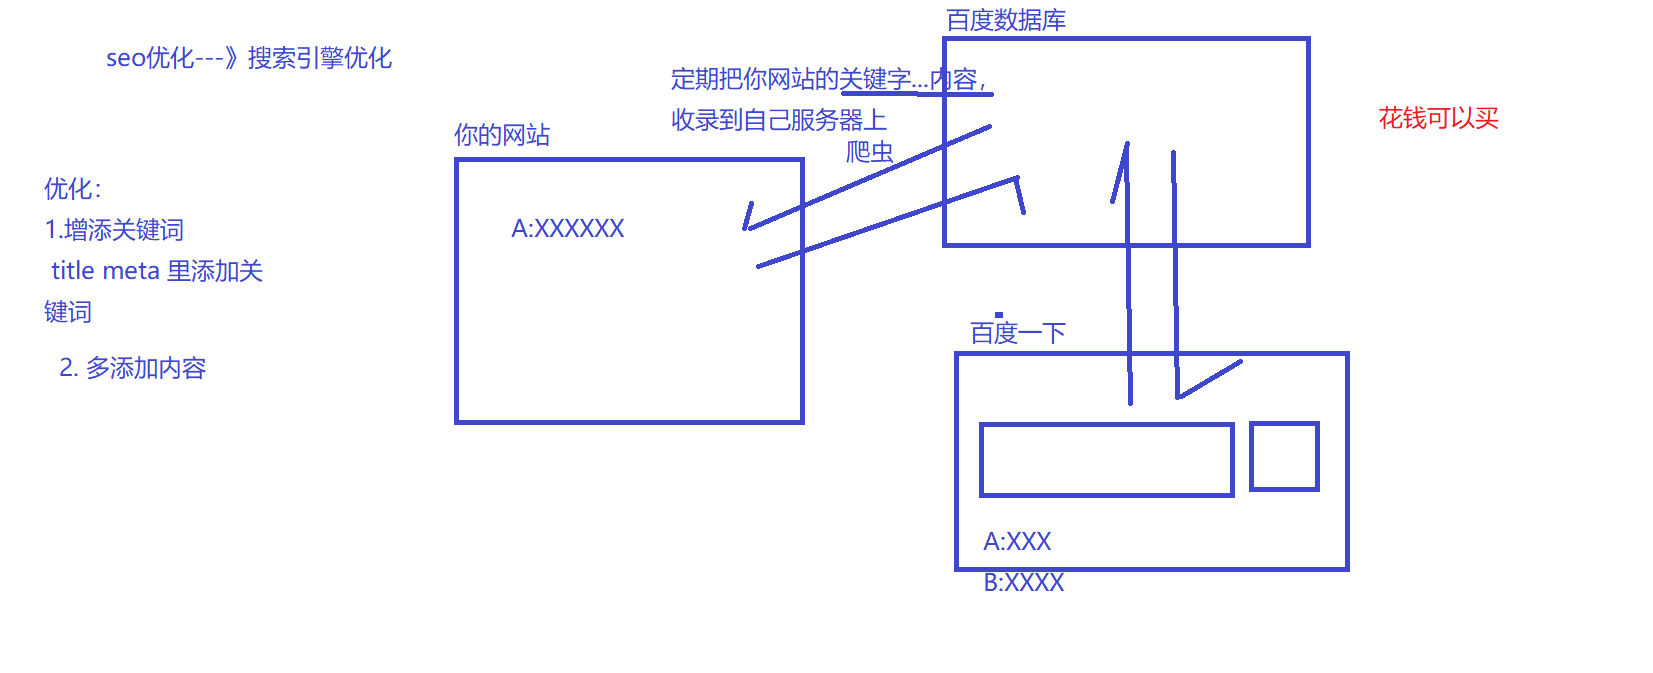 seo优化---》搜索引擎优化
百度数据库
定期把你网站的关键字...内容，
收录到自己服务器上
爬虫
花钱可以买
你的网站
A:XXXXXX
优化：
1.增添关键词
title meta 里添加关
键词
2. 多添加内容
百度一下
A:XXX
B:XXXX